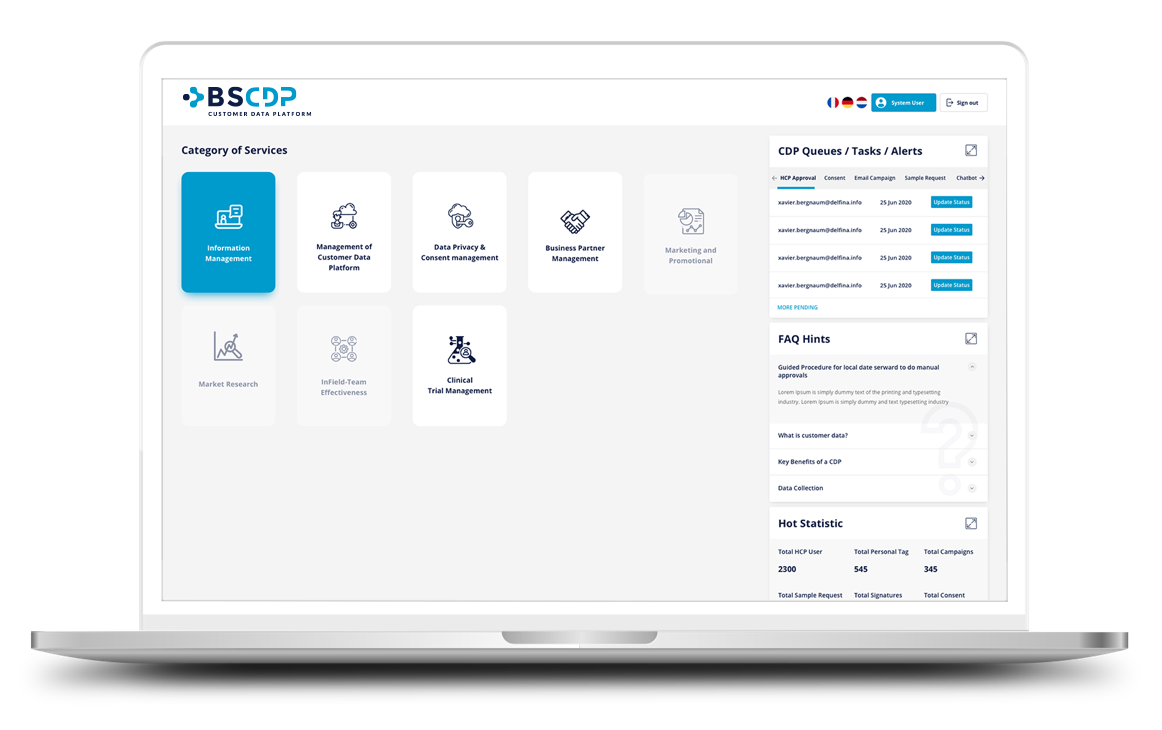 BSCDP
CUSTOMER DATA PLATFORM
System User
Sign out
Category of Services
Information
Management
Management of
Customer Data
Platform
Data Privacy &
Consent management
Business Partner
Management
Marketing and
Promotional
Market Research
InField-Team
Effectiveness
Clinical
Trial Management
CDP Queues / Tasks / Alerts
HCP Approval Consent Email Campaign Sample Request Chatbot
xavier.bergnaum@delfina.info 25 Jun 2020 Update Status
xavier.bergnaum@delfina.info 25 Jun 2020 Update Status
xavier.bergnaum@delfina.info 25 Jun 2020 Update Status
xavier.bergnaum@delfina.info 25 Jun 2020 Update Status
MORE PENDING
FAQ Hints
Guided Procedure for local date serward to do manual
approvals
Lorem Ipsum is simply dummy text of the printing and typesetting
industry. Lorem Ipsum is simply dummy and text typesetting industry
What is customer data?
Key Benefits of a CDP
Data Collection
Hot Statistic
Total HCP User Total Personal Tag Total Campaigns
2300 545 345
Total Sample Request Total Signatures Total Consent